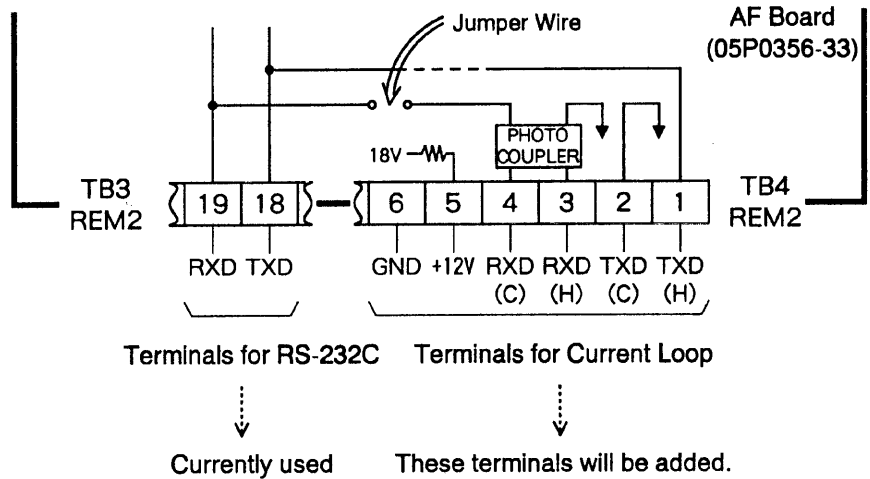 Jumper Wire
AF Board
(05P0356-33)
PHOTO
COUPLER
18V
TB3
REM2
19 18 6 5 4 3 2 1
TB4
REM2
RXD TXD GND +12V RXD RXD TXD TXD
(C) (H) (C) (H)
Terminals for RS-232C Terminals for Current Loop
Currently used These terminals will be added.